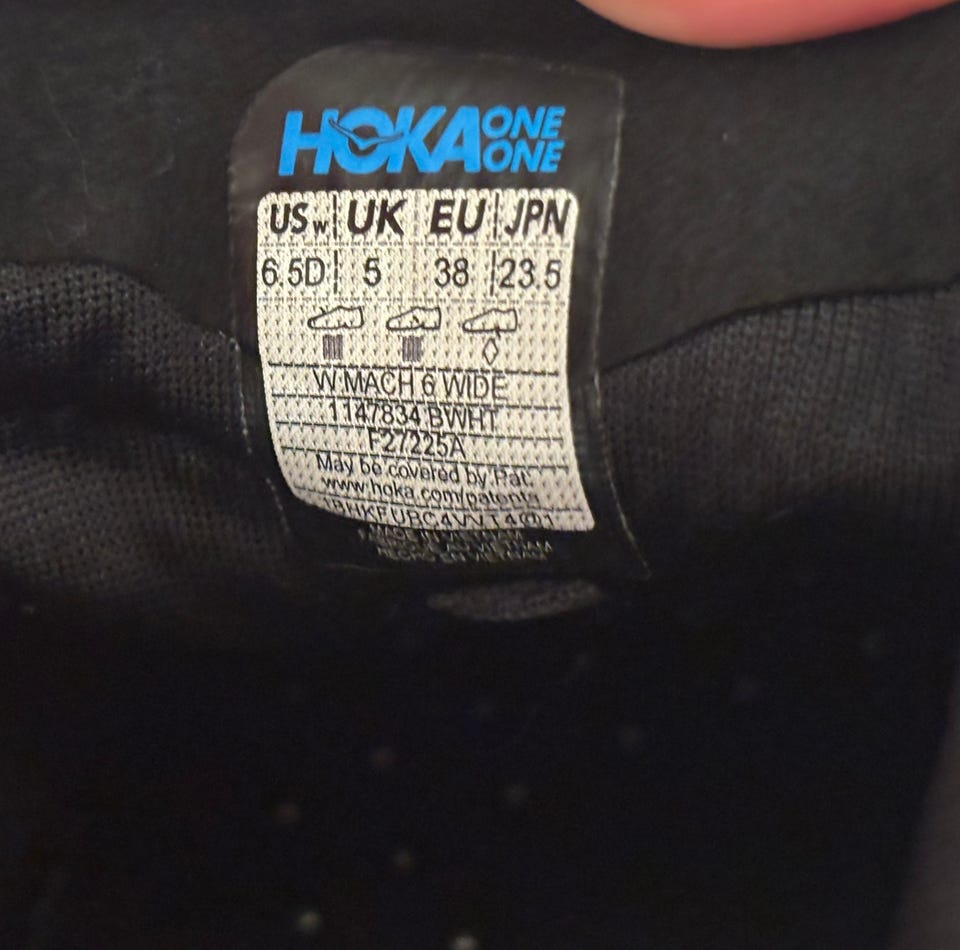 HOKA ONE ONE
USw UK EU JPN
6.5D 5 38 23.5
W MACH 6 WIDE
1147834 BWHT
F27225A
May be covered by Pat.
www.hoka.com/patents